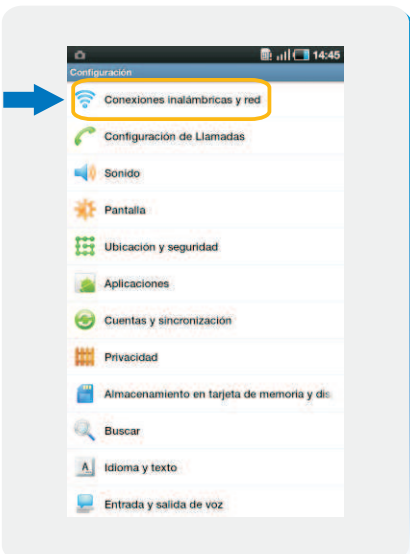 14:45
Configuración
Conexiones inalámbricas y red
Configuración de Llamadas
Sonido
Pantalla
Ubicación y seguridad
Aplicaciones
Cuentas y sincronización
Privacidad
Almacenamiento en tarjeta de memoria y dis
Buscar
A Idioma y texto
Entrada y salida de voz